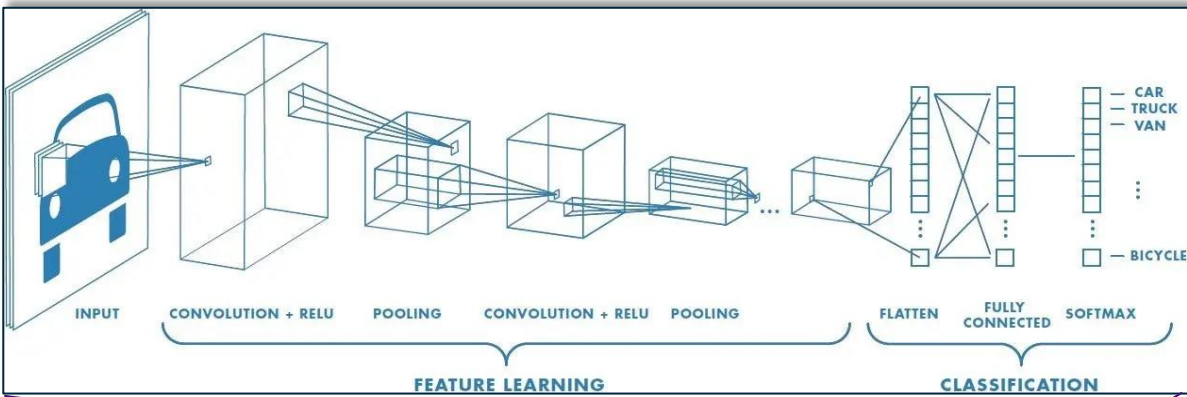 CAR
TRUCK
VAN
BICYCLE
INPUT
CONVOLUTION + RELU
POOLING
CONVOLUTION + RELU
POOLING
FLATTEN
FULLY
CONNECTED
SOFTMAX
FEATURE LEARNING
CLASSIFICATION